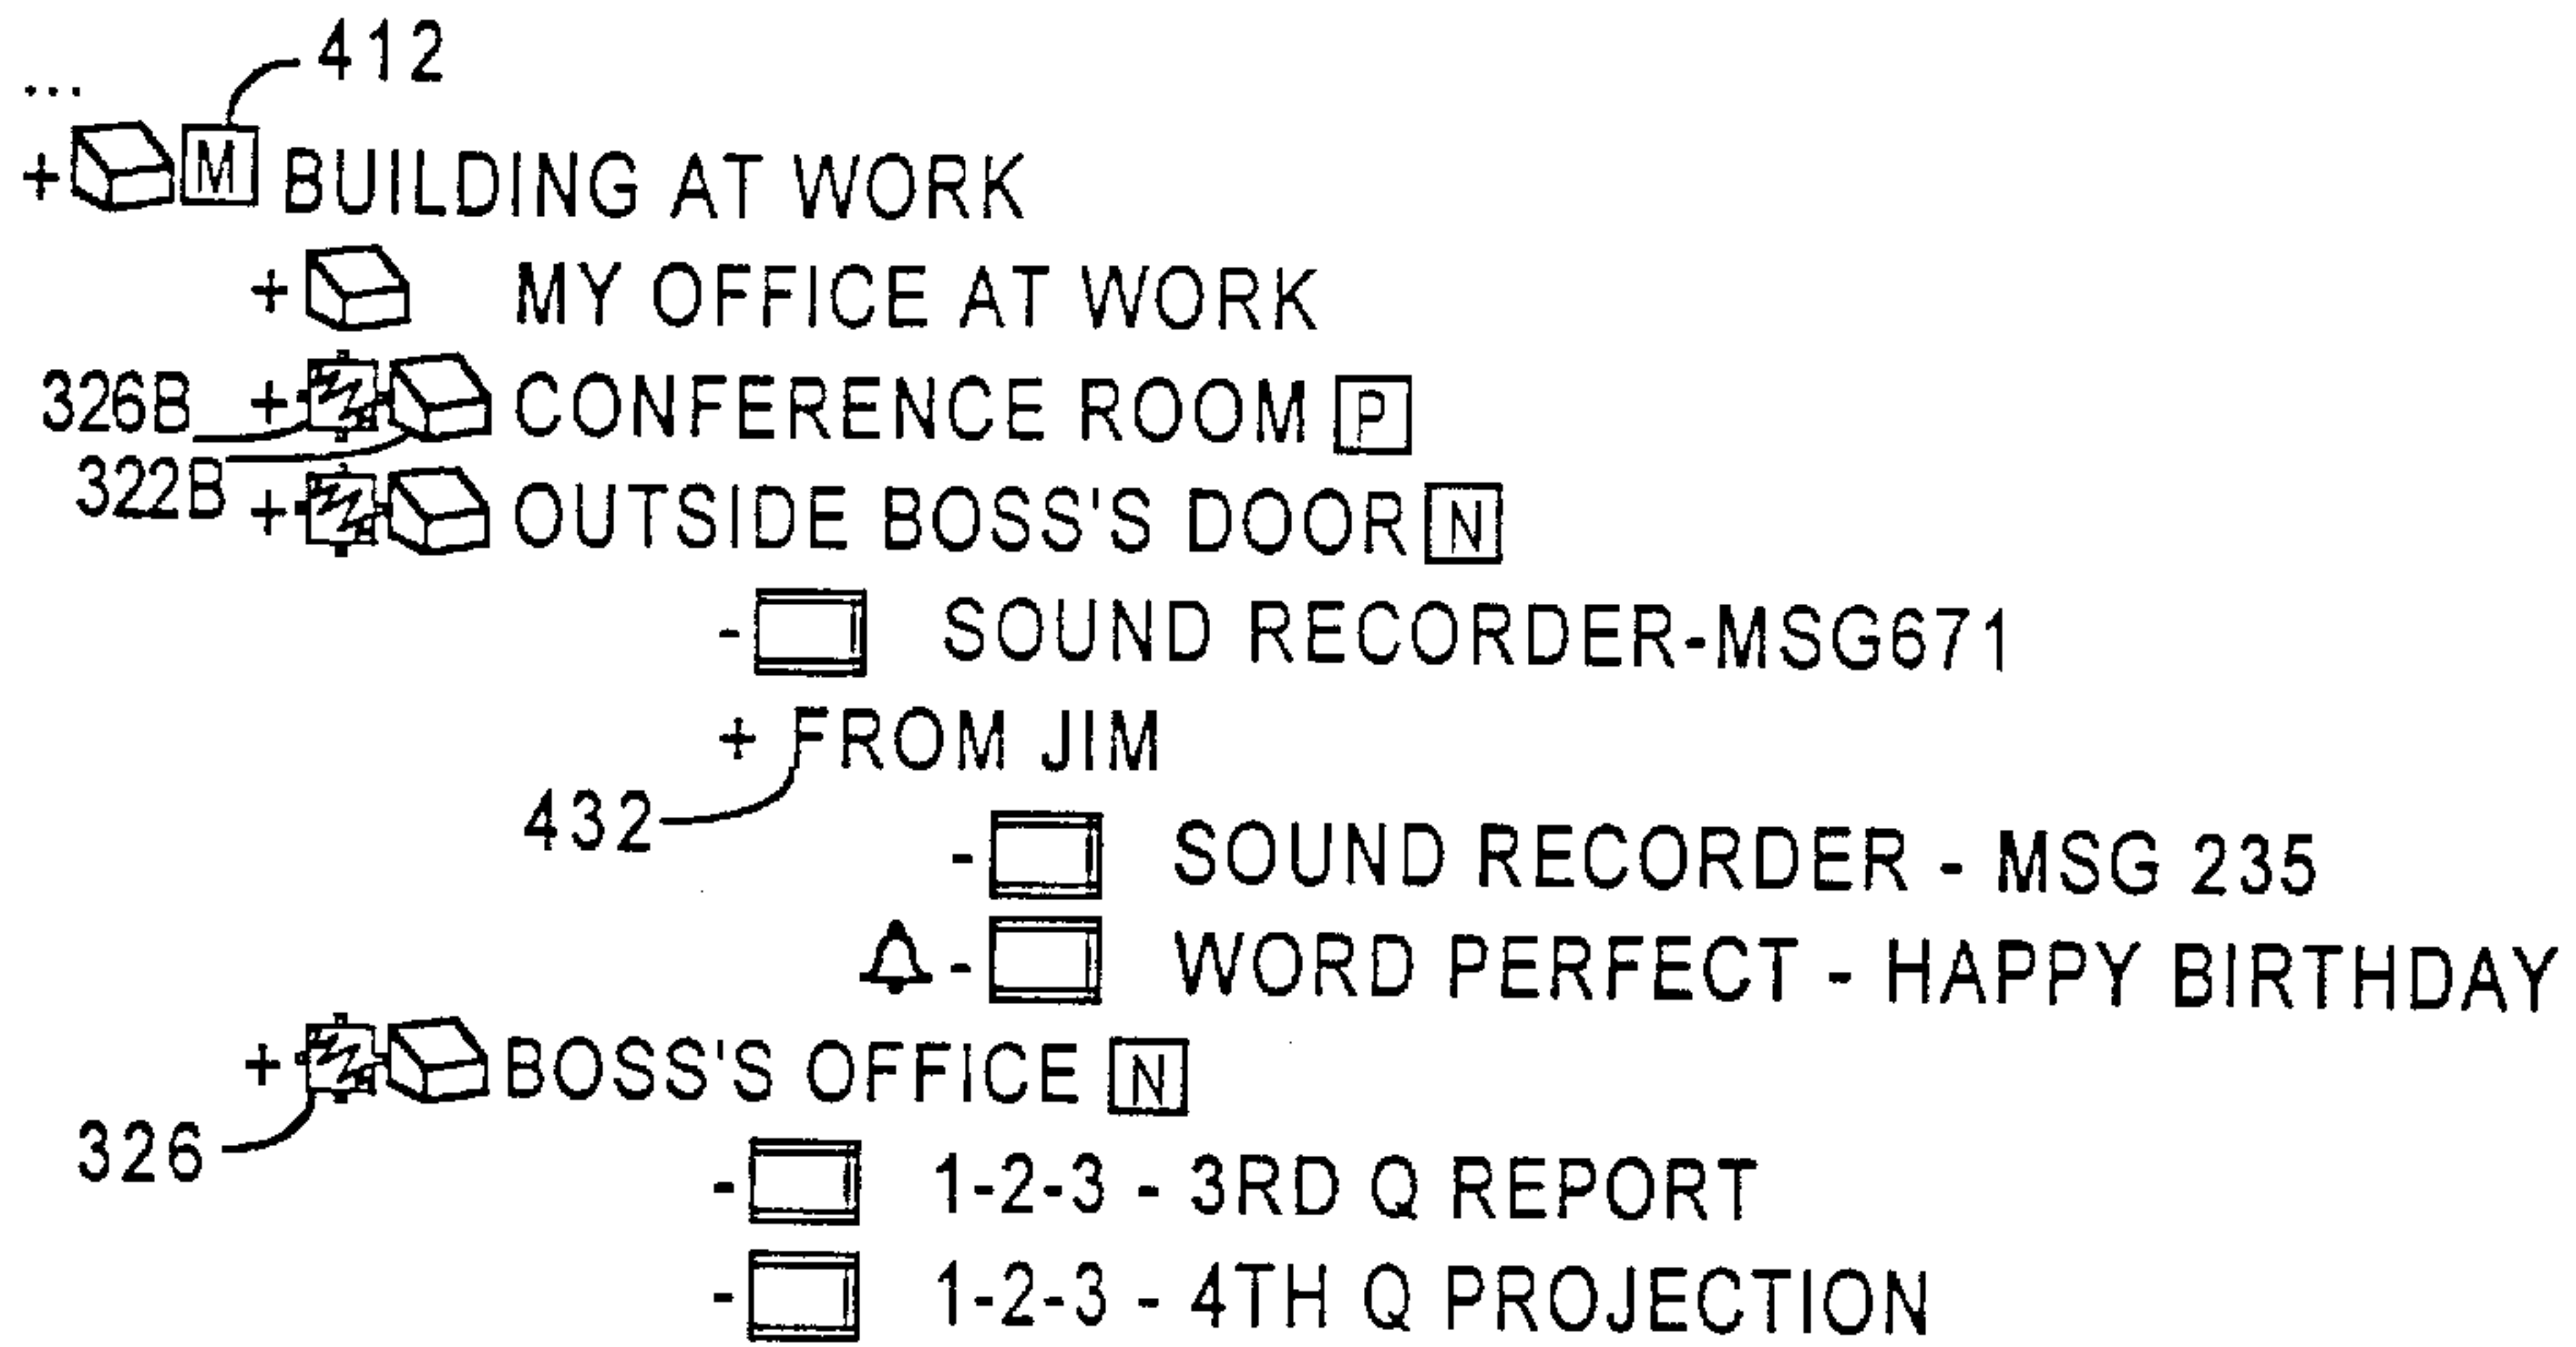 412
...
+ M BUILDING AT WORK
+ MY OFFICE AT WORK
326B + CONFERENCE ROOM P
322B + OUTSIDE BOSS'S DOOR N
- SOUND RECORDER-MSG671
+ FROM JIM
432
- SOUND RECORDER - MSG 235
- WORD PERFECT - HAPPY BIRTHDAY
+ BOSS'S OFFICE N
326
- 1-2-3 - 3RD Q REPORT
- 1-2-3 - 4TH Q PROJECTION